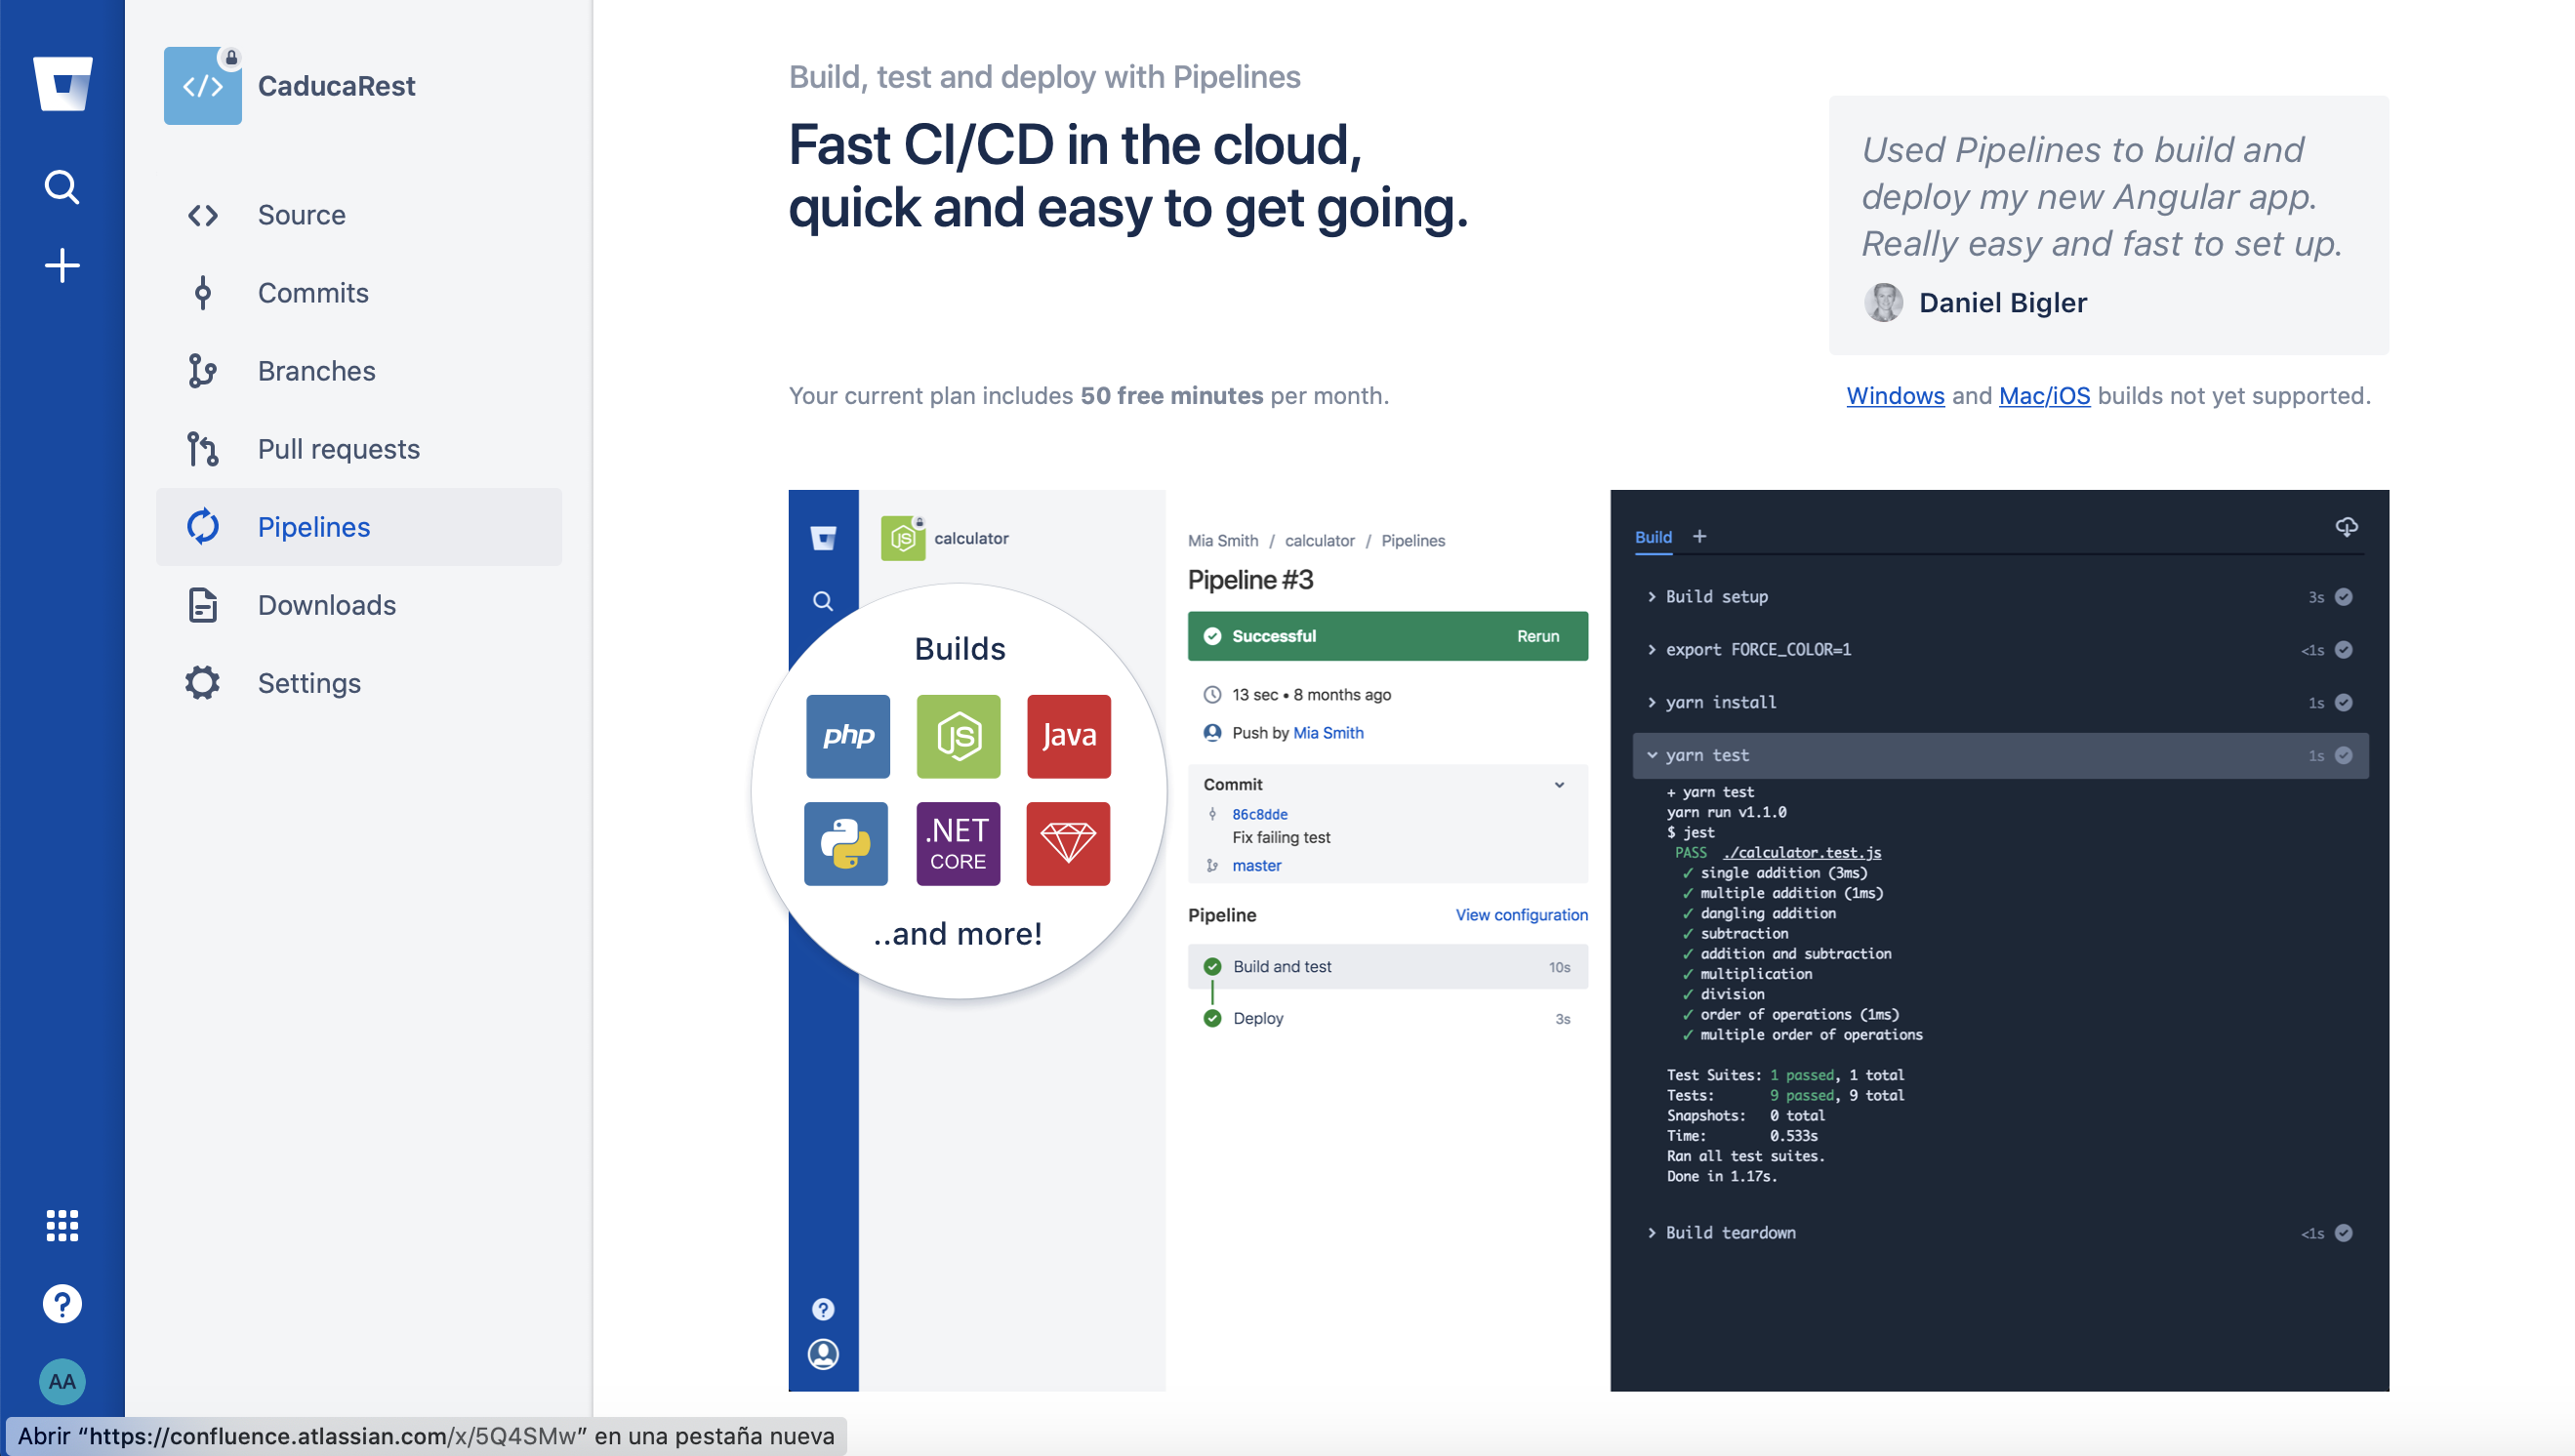 CaducaRest
Source
Commits
Branches
Pull requests
Pipelines
Downloads
Settings
AA
Build, test and deploy with Pipelines
Fast CI/CD in the cloud,
quick and easy to get going.
Used Pipelines to build and
deploy my new Angular app.
Really easy and fast to set up.
Daniel Bigler
Your current plan includes 50 free minutes per month.
Windows and Mac/iOS builds not yet supported.
calculator
Builds
php
JS
Java
.NET
CORE
..and more!
Mia Smith / calculator / Pipelines
Pipeline #3
Successful Rerun
13 sec • 8 months ago
Push by Mia Smith
Commit
86c8dde
Fix failing test
master
Pipeline View configuration
Build and test 10s
Deploy 3s
Build +
> Build setup 3s
> export FORCE_COLOR=1 <1s
> yarn install 1s
yarn test 1s
+ yarn test
yarn run v1.1.0
$ jest
PASS ./calculator.test.js
✓ single addition (3ms)
✓ multiple addition (1ms)
✓ dangling addition
✓ subtraction
✓ addition and subtraction
✓ multiplication
✓ division
✓ order of operations (1ms)
✓ multiple order of operations
Test Suites: 1 passed, 1 total
Tests: 9 passed, 9 total
Snapshots: 0 total
Time: 0.533s
Ran all test suites.
Done in 1.17s.
> Build teardown <1s
Abrir “https://confluence.atlassian.com/x/5Q4SMw” en una pestaña nueva